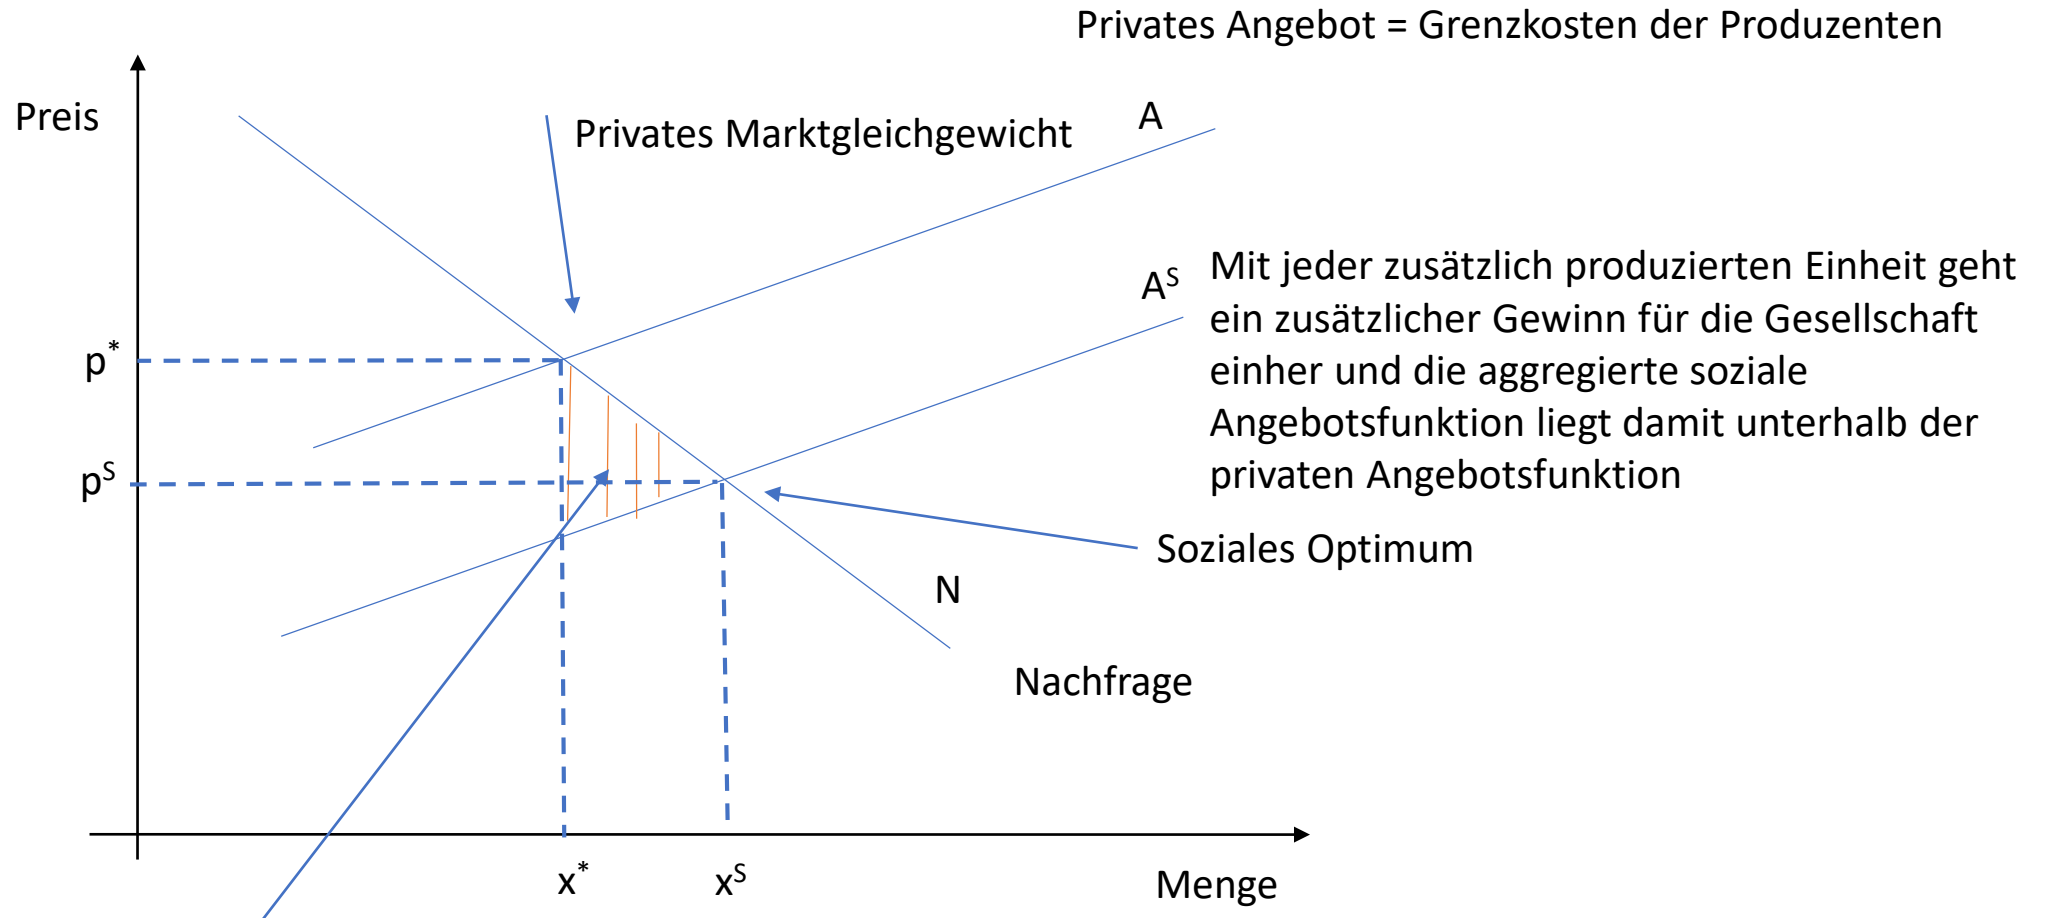 Privates Angebot = Grenzkosten der Produzenten
Preis
Privates Marktgleichgewicht
A
A^S
Mit jeder zusätzlich produzierten Einheit geht
ein zusätzlicher Gewinn für die Gesellschaft
einher und die aggregierte soziale
Angebotsfunktion liegt damit unterhalb der
privaten Angebotsfunktion
p*
p^S
Soziales Optimum
N
Nachfrage
x*
x^S
Menge